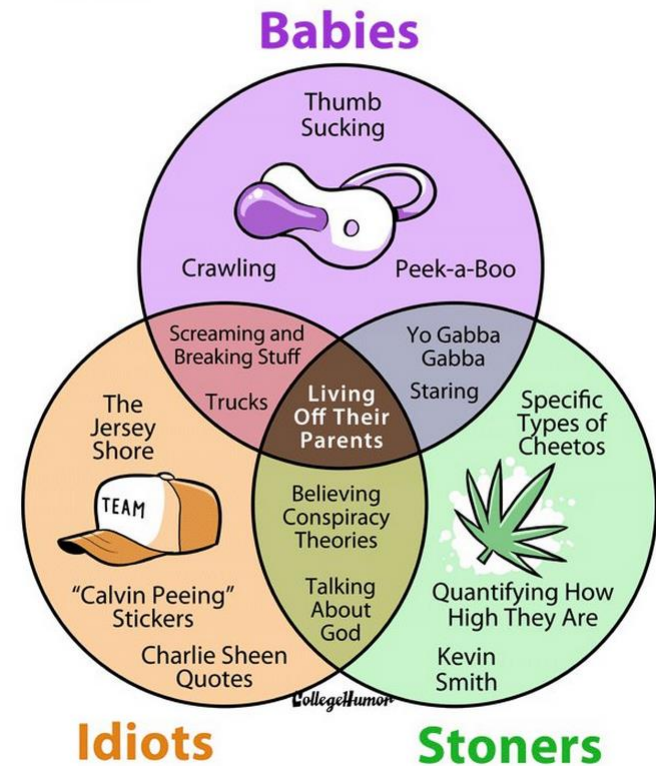 Babies
Thumb
Sucking
Crawling
Peek-a-Boo
Screaming and
Breaking Stuff
Trucks
Yo Gabba
Gabba
Staring
Living
Off Their
Parents
The
Jersey
Shore
TEAM
“Calvin Peeing”
Stickers
Charlie Sheen
Quotes
Believing
Conspiracy
Theories
Talking
About
God
Specific
Types of
Cheetos
Quantifying How
High They Are
Kevin
Smith
CollegeHumor
Idiots
Stoners